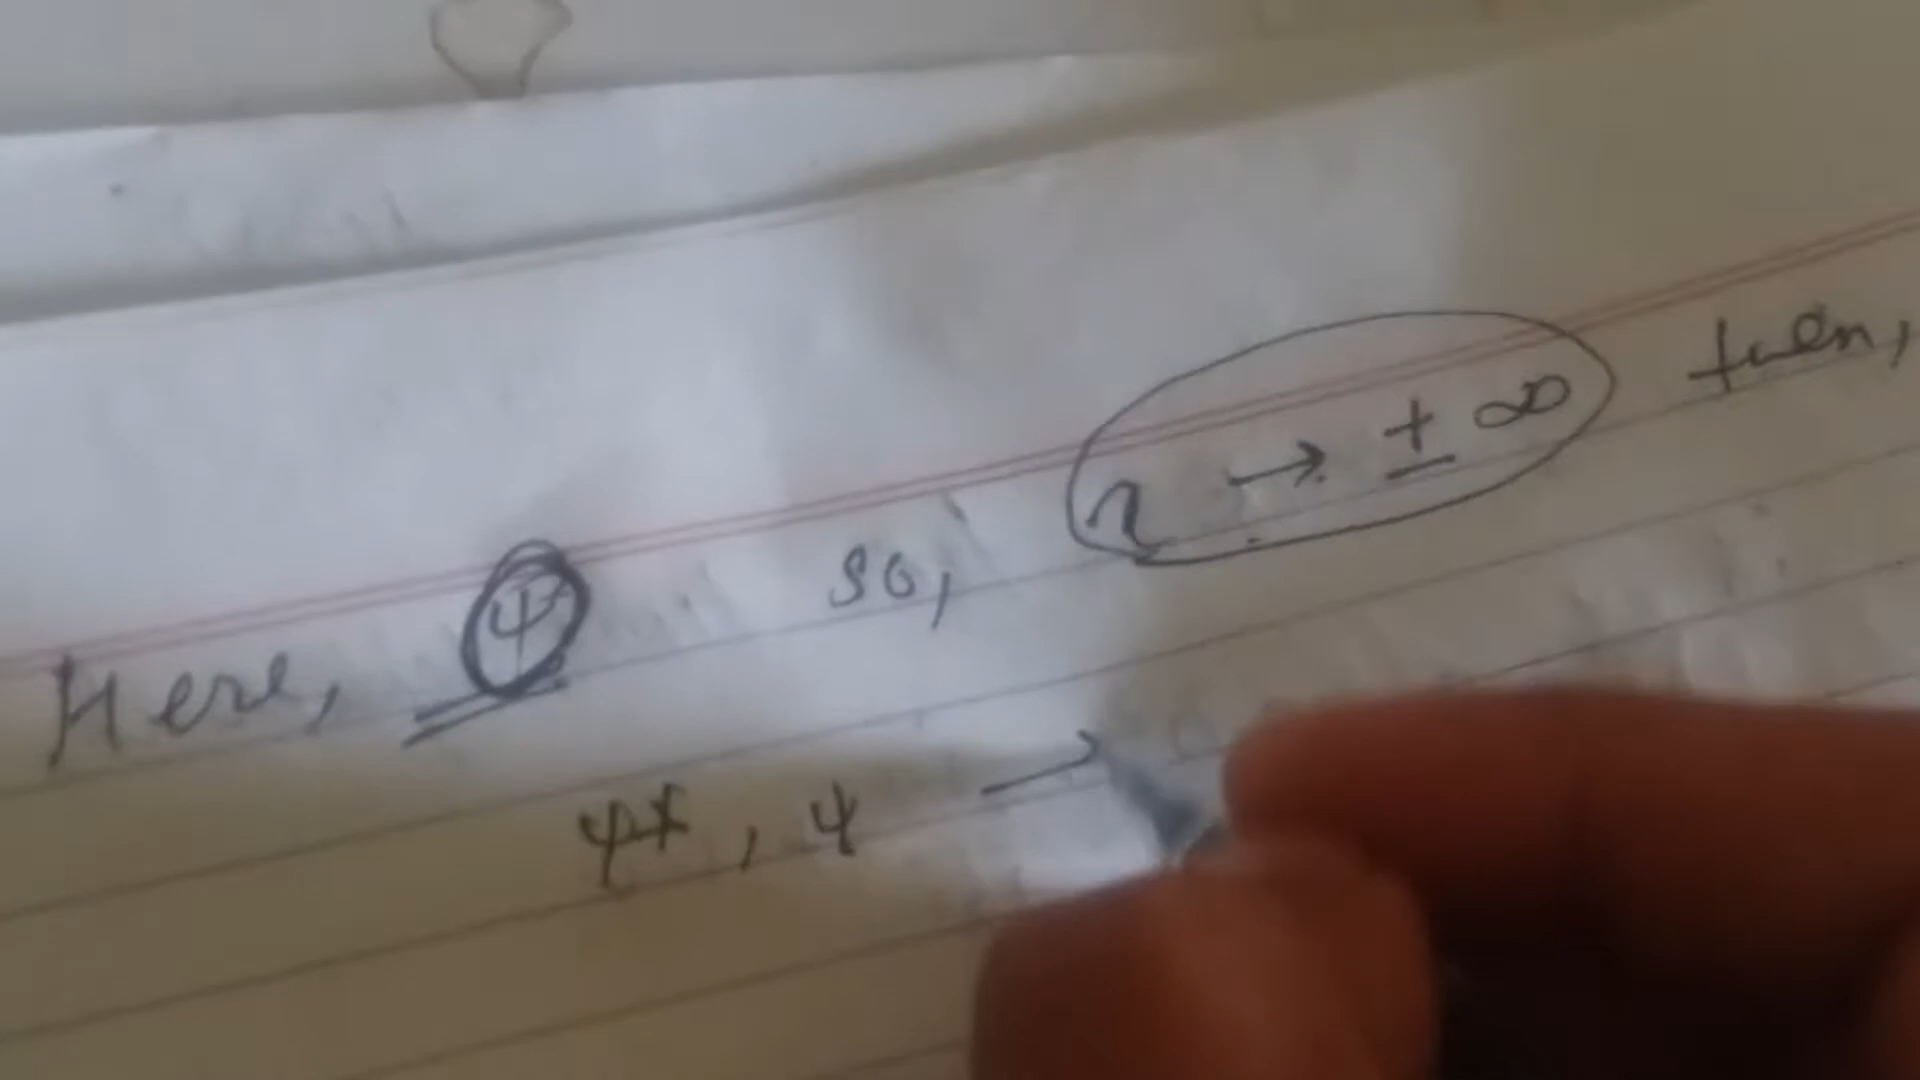 Here, ψ so, x → ± ∞ then,
ψ* , ψ →